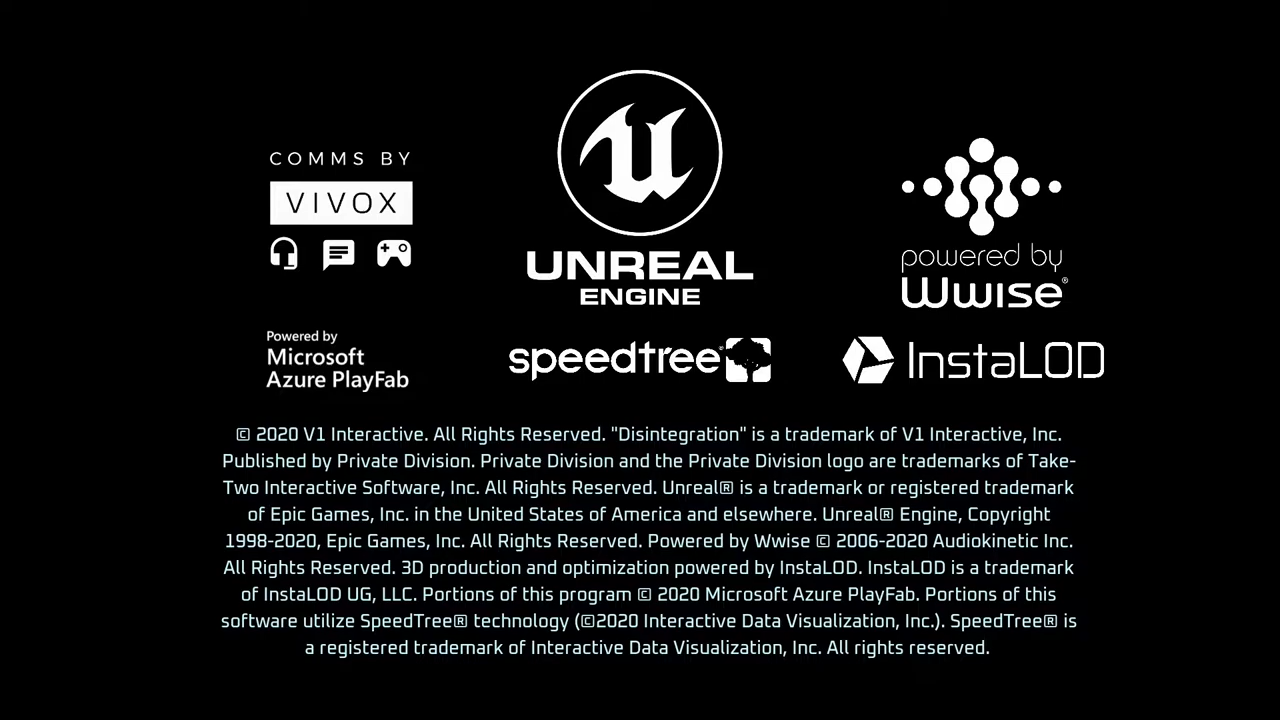 COMMS BY
VIVOX
UNREAL
ENGINE
powered by
Wwise®
Powered by
Microsoft
Azure PlayFab
speedtree®
InstaLOD
© 2020 V1 Interactive. All Rights Reserved. "Disintegration" is a trademark of V1 Interactive, Inc.
Published by Private Division. Private Division and the Private Division logo are trademarks of Take-
Two Interactive Software, Inc. All Rights Reserved. Unreal® is a trademark or registered trademark
of Epic Games, Inc. in the United States of America and elsewhere. Unreal® Engine, Copyright
1998-2020, Epic Games, Inc. All Rights Reserved. Powered by Wwise © 2006-2020 Audiokinetic Inc.
All Rights Reserved. 3D production and optimization powered by InstaLOD. InstaLOD is a trademark
of InstaLOD UG, LLC. Portions of this program © 2020 Microsoft Azure PlayFab. Portions of this
software utilize SpeedTree® technology (©2020 Interactive Data Visualization, Inc.). SpeedTree® is
a registered trademark of Interactive Data Visualization, Inc. All rights reserved.